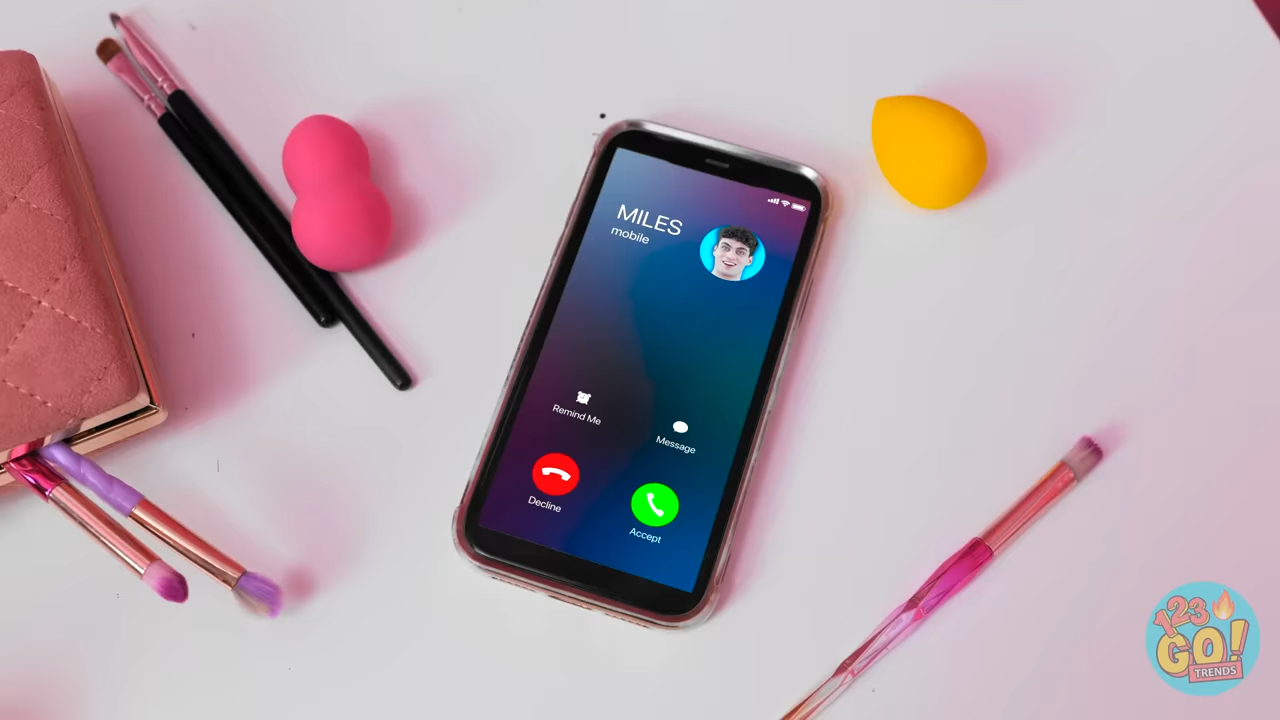 MILES
mobile
Remind Me
Message
Decline
Accept
123
GO!
TRENDS